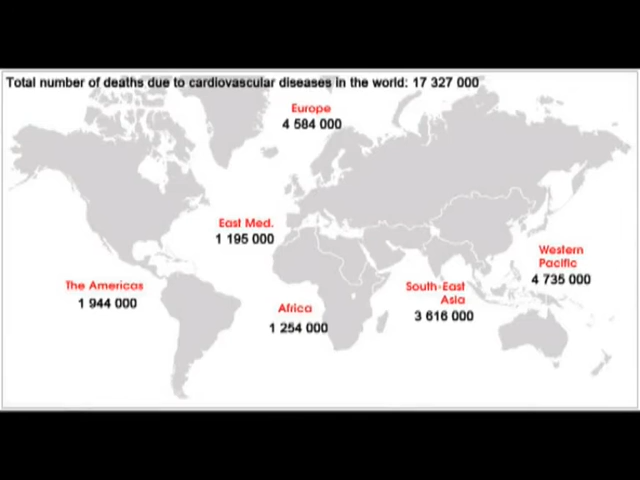 Total number of deaths due to cardiovascular diseases in the world: 17 327 000
Europe
4 584 000
East Med.
1 195 000
Western
Pacific
4 735 000
The Americas
1 944 000
South-East
Asia
3 616 000
Africa
1 254 000